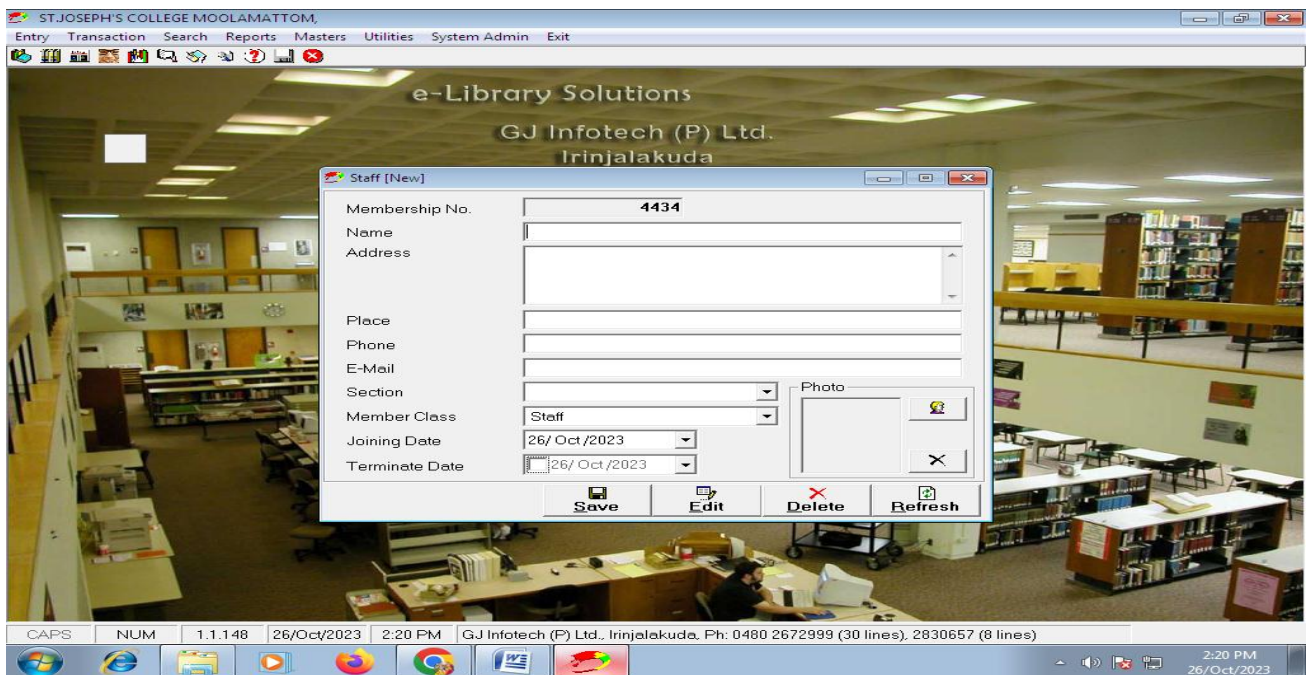 ST.JOSEPH'S COLLEGE MOOLAMATTOM,
Entry Transaction Search Reports Masters Utilities System Admin Exit
e-Library Solutions
GJ Infotech (P) Ltd.
Irinjalakuda
Staff [New]
Membership No. 4434
Name
Address
Place
Phone
E-Mail
Section
Photo
Member Class Staff
Joining Date 26/Oct/2023
Terminate Date 26/Oct/2023
Save Edit Delete Refresh
CAPS NUM 1.1.148 26/Oct/2023 2:20 PM GJ Infotech (P) Ltd., Irinjalakuda, Ph: 0480 2672999 (30 lines), 2830657 (8 lines)
2:20 PM
26/Oct/2023